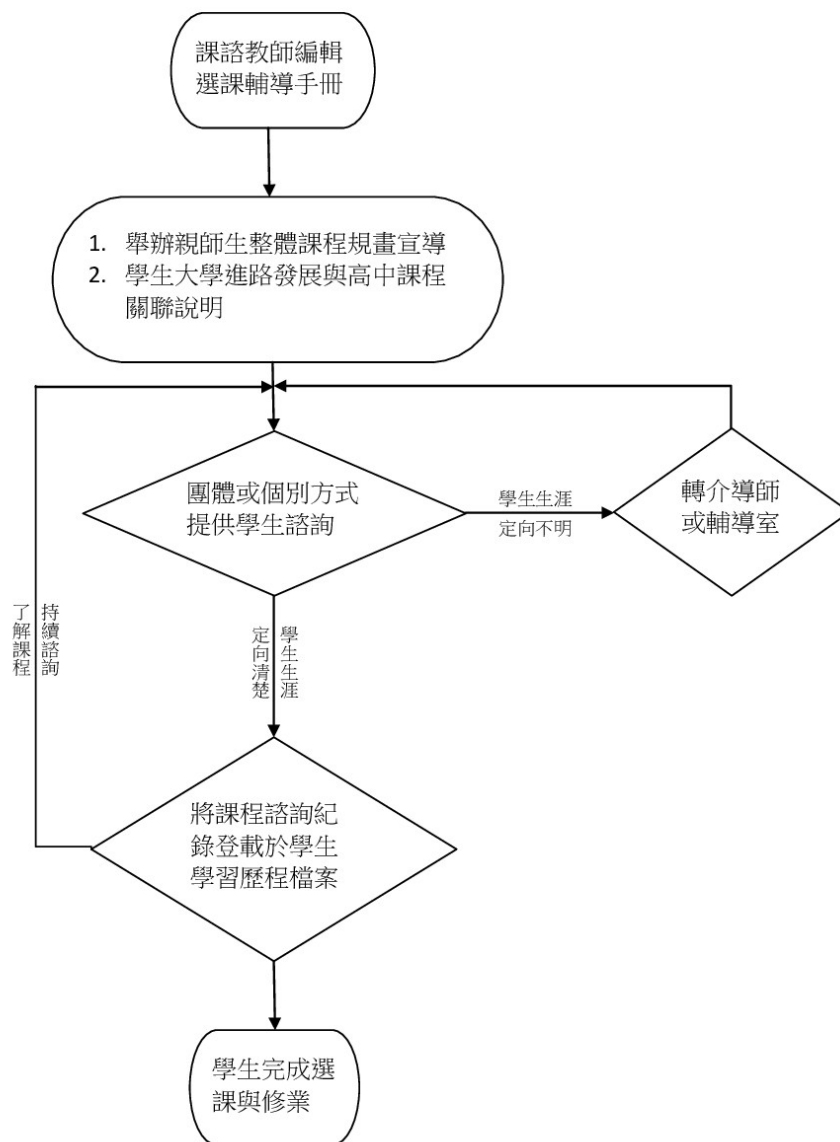 課諮教師編輯
選課輔導手冊
1. 舉辦親師生整體課程規畫宣導
2. 學生大學進路發展與高中課程
關聯說明
團體或個別方式
提供學生諮詢
學生生涯
定向不明
轉介導師
或輔導室
持續諮詢
了解課程
學生生涯
定向清楚
將課程諮詢紀
錄登載於學生
學習歷程檔案
學生完成選
課與修業